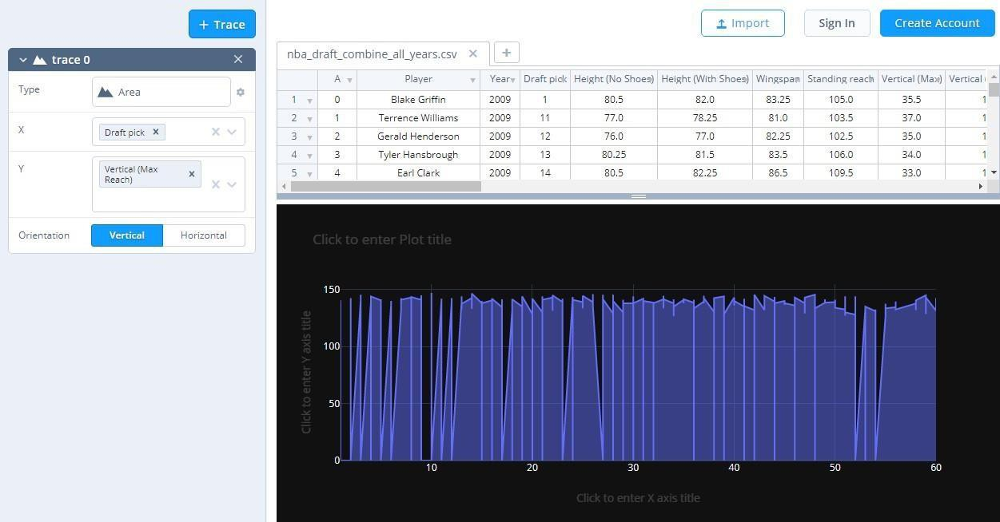 + Trace
Import
Sign In
Create Account
trace 0
Type
Area
X
Draft pick
Y
Vertical (Max
Reach)
Orientation
Vertical
Horizontal
nba_draft_combine_all_years.csv
A Player Year Draft pick Height (No Shoes) Height (With Shoes) Wingspan Standing reach Vertical (Max) Vertical
1 0 Blake Griffin 2009 1 80.5 82.0 83.25 105.0 35.5 1
2 1 Terrence Williams 2009 11 77.0 78.25 81.0 103.5 37.0 1
3 2 Gerald Henderson 2009 12 76.0 77.0 82.25 102.5 35.0 1
4 3 Tyler Hansbrough 2009 13 80.25 81.5 83.5 106.0 34.0 1
5 4 Earl Clark 2009 14 80.5 82.25 86.5 109.5 33.0 1
Click to enter Plot title
Click to enter Y axis title
150
100
50
0
10 20 30 40 50 60
Click to enter X axis title